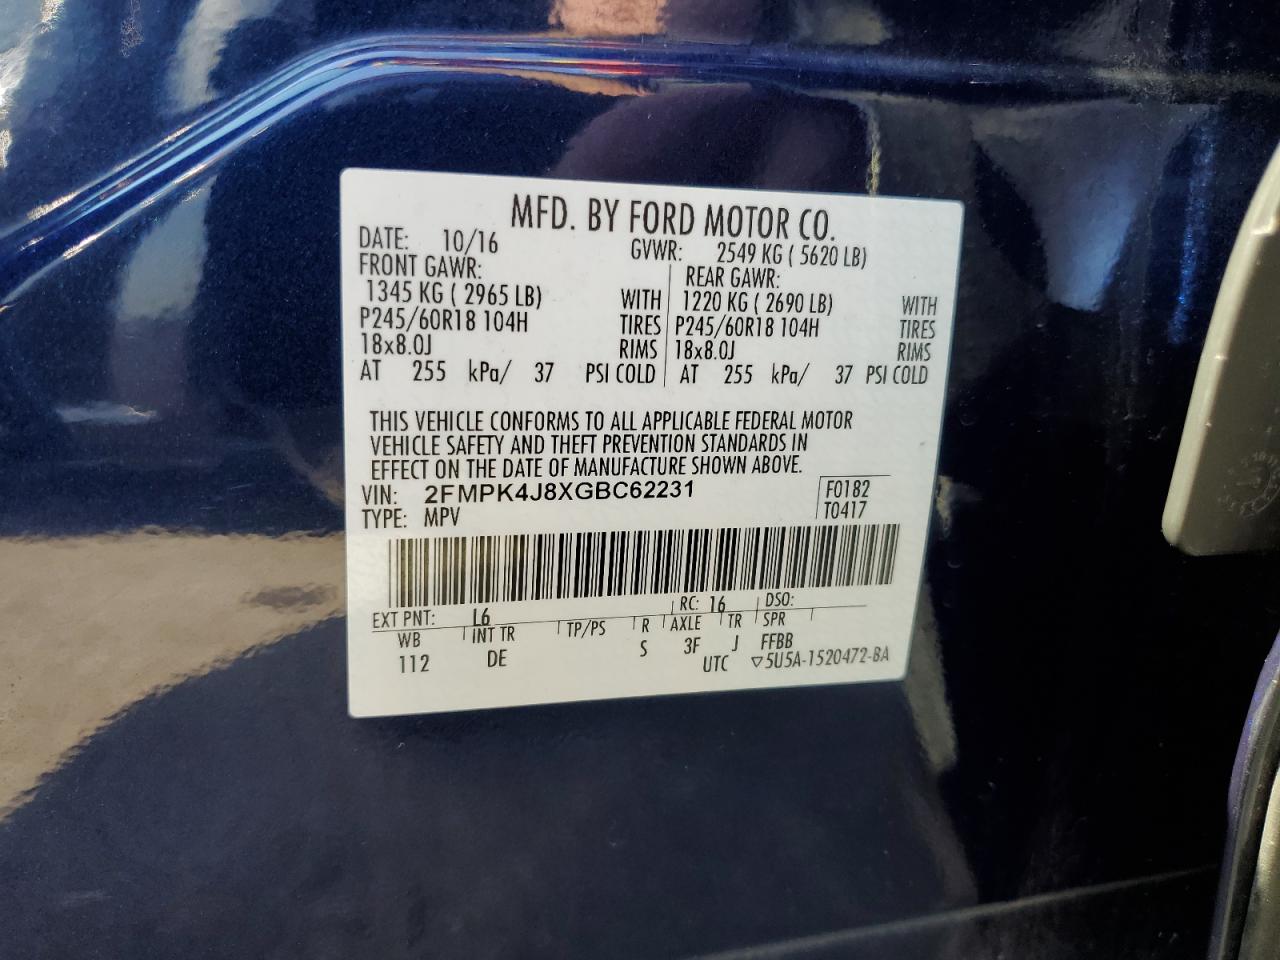 MFD. BY FORD MOTOR CO.
DATE: 10/16 GVWR: 2549 KG ( 5620 LB)
FRONT GAWR: REAR GAWR:
1345 KG ( 2965 LB) WITH 1220 KG ( 2690 LB) WITH
P245/60R18 104H TIRES P245/60R18 104H TIRES
18x8.0J RIMS 18x8.0J RIMS
AT 255 kPa/ 37 PSI COLD AT 255 kPa/ 37 PSI COLD
THIS VEHICLE CONFORMS TO ALL APPLICABLE FEDERAL MOTOR
VEHICLE SAFETY AND THEFT PREVENTION STANDARDS IN
EFFECT ON THE DATE OF MANUFACTURE SHOWN ABOVE.
VIN: 2FMPK4J8XGBC62231 F0182
TYPE: MPV T0417
EXT PNT: L6 RC: 16 DSO:
WB INT TR TP/PS R AXLE TR SPR
112 DE S 3F J FFBB
UTC ▽5U5A-1520472-BA